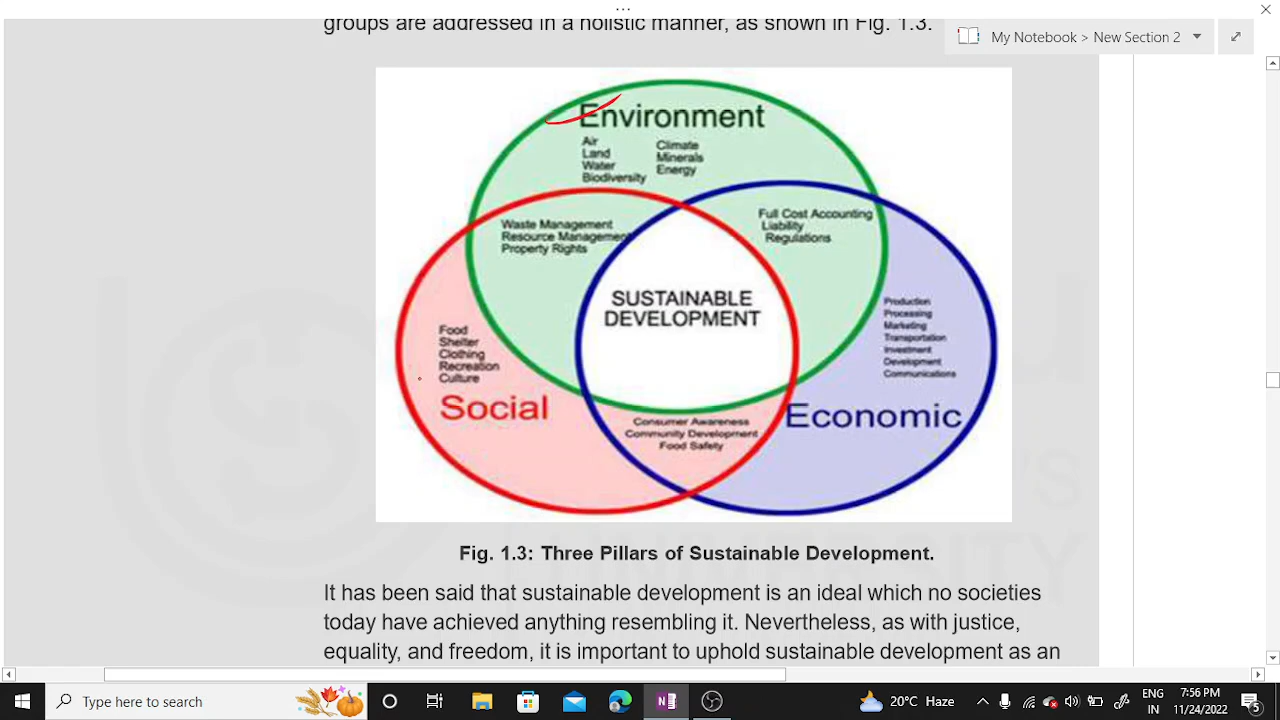 groups are addressed in a holistic manner, as shown in Fig. 1.3.
My Notebook > New Section 2
Environment
Air
Land
Water
Biodiversity
Climate
Minerals
Energy
Waste Management
Resource Management
Property Rights
Full Cost Accounting
Liability
Regulations
SUSTAINABLE
DEVELOPMENT
Production
Processing
Marketing
Transportation
Investment
Development
Communications
Food
Shelter
Clothing
Recreation
Culture
Social
Economic
Consumer Awareness
Community Development
Food Safety
Fig. 1.3: Three Pillars of Sustainable Development.
It has been said that sustainable development is an ideal which no societies
today have achieved anything resembling it. Nevertheless, as with justice,
equality, and freedom, it is important to uphold sustainable development as an
Type here to search
20°C Haze
ENG
IN
7:56 PM
11/24/2022
5